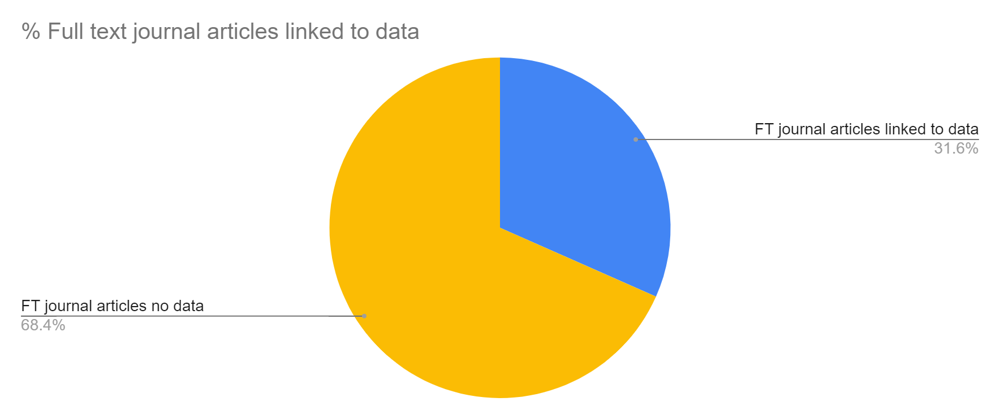 % Full text journal articles linked to data
FT journal articles linked to data
31.6%
FT journal articles no data
68.4%